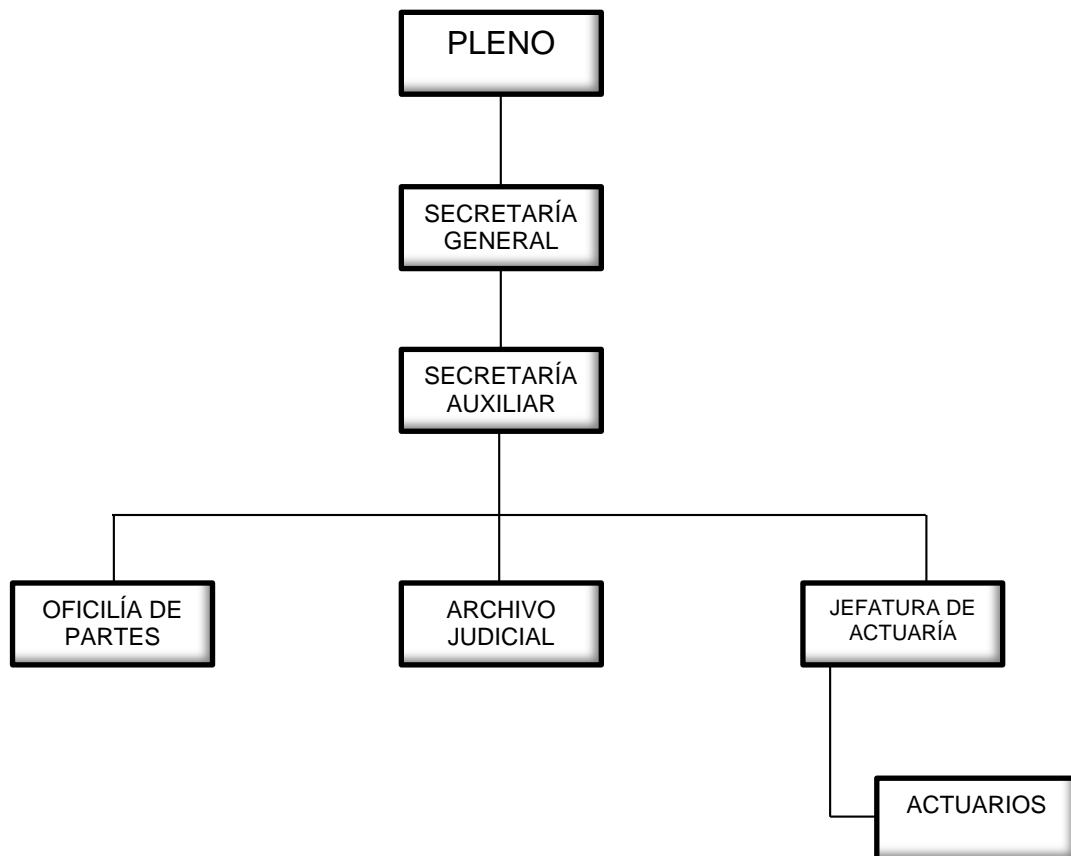 PLENO
SECRETARÍA
GENERAL
SECRETARÍA
AUXILIAR
OFICILÍA DE
PARTES
ARCHIVO
JUDICIAL
JEFATURA DE
ACTUARÍA
ACTUARIOS